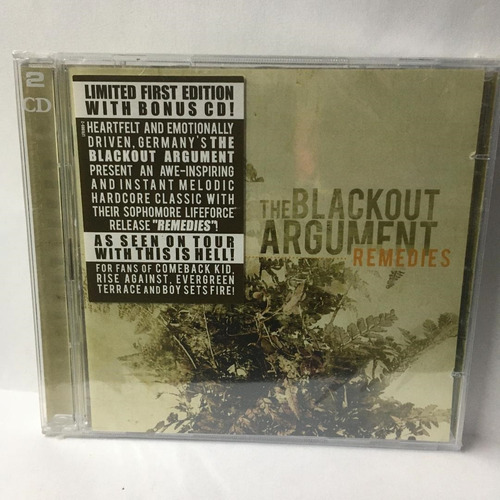 2
CD
LIMITED FIRST EDITION
WITH BONUS CD!
HEARTFELT AND EMOTIONALLY
DRIVEN, GERMANY'S THE
BLACKOUT ARGUMENT
PRESENT AN AWE-INSPIRING
AND INSTANT MELODIC
HARDCORE CLASSIC WITH
THEIR SOPHOMORE LIFEFORCE
RELEASE "REMEDIES"!
AS SEEN ON TOUR
WITH THIS IS HELL!
FOR FANS OF COMEBACK KID,
RISE AGAINST, EVERGREEN
TERRACE AND BOY SETS FIRE!
THE BLACKOUT
ARGUMENT
REMEDIES